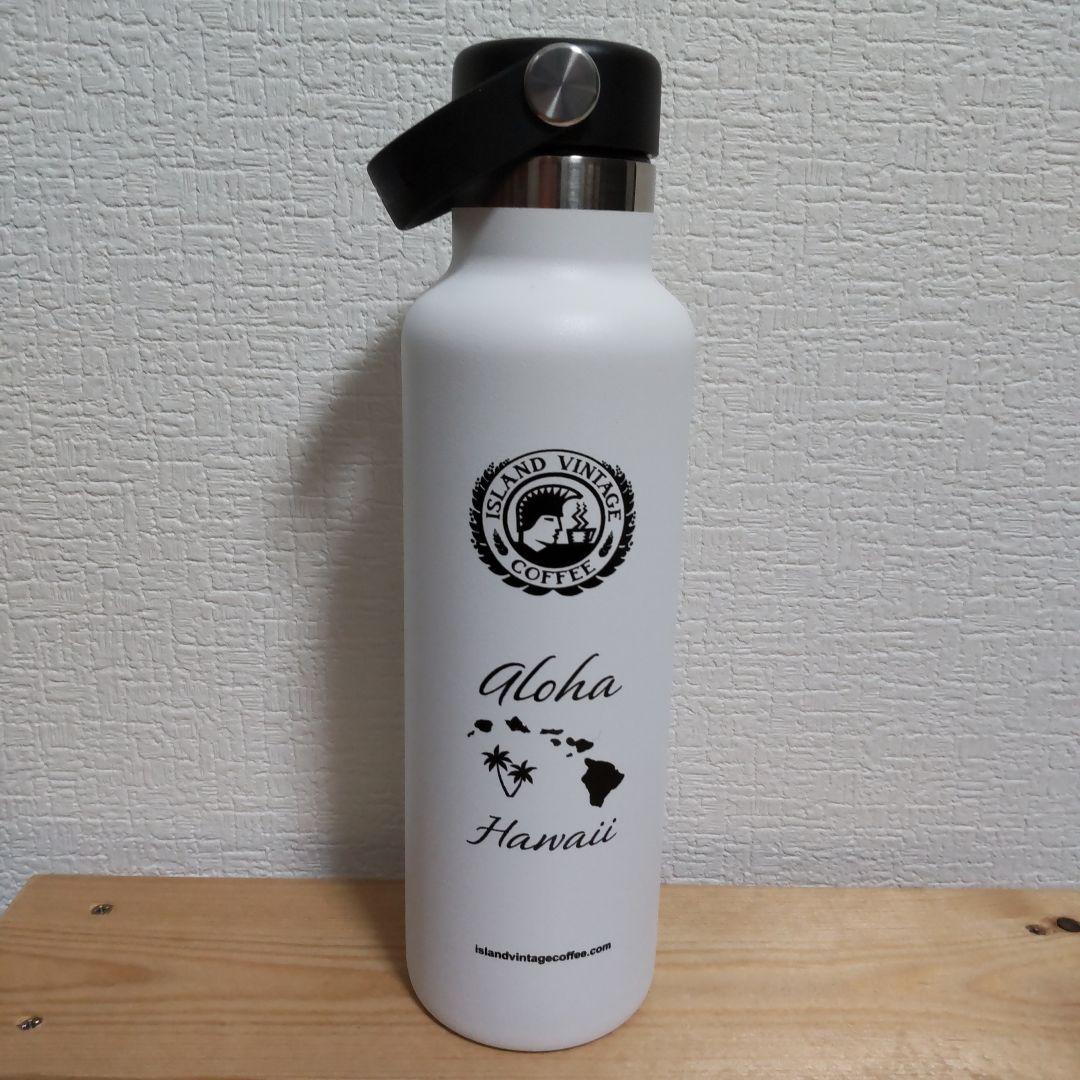 ISLAND VINTAGE
COFFEE
Aloha
Hawaii
islandvintagecoffee.com